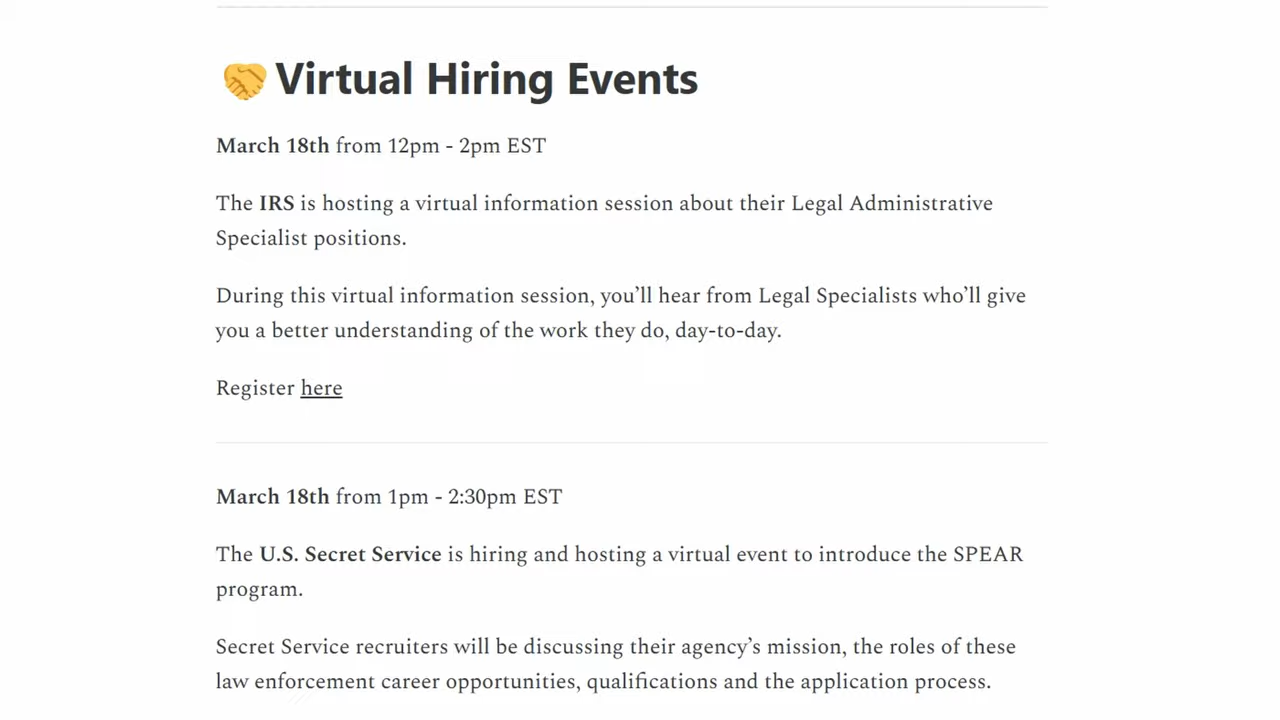 🤝 Virtual Hiring Events
March 18th from 12pm - 2pm EST
The IRS is hosting a virtual information session about their Legal Administrative
Specialist positions.
During this virtual information session, you’ll hear from Legal Specialists who’ll give
you a better understanding of the work they do, day-to-day.
Register here
March 18th from 1pm - 2:30pm EST
The U.S. Secret Service is hiring and hosting a virtual event to introduce the SPEAR
program.
Secret Service recruiters will be discussing their agency’s mission, the roles of these
law enforcement career opportunities, qualifications and the application process.